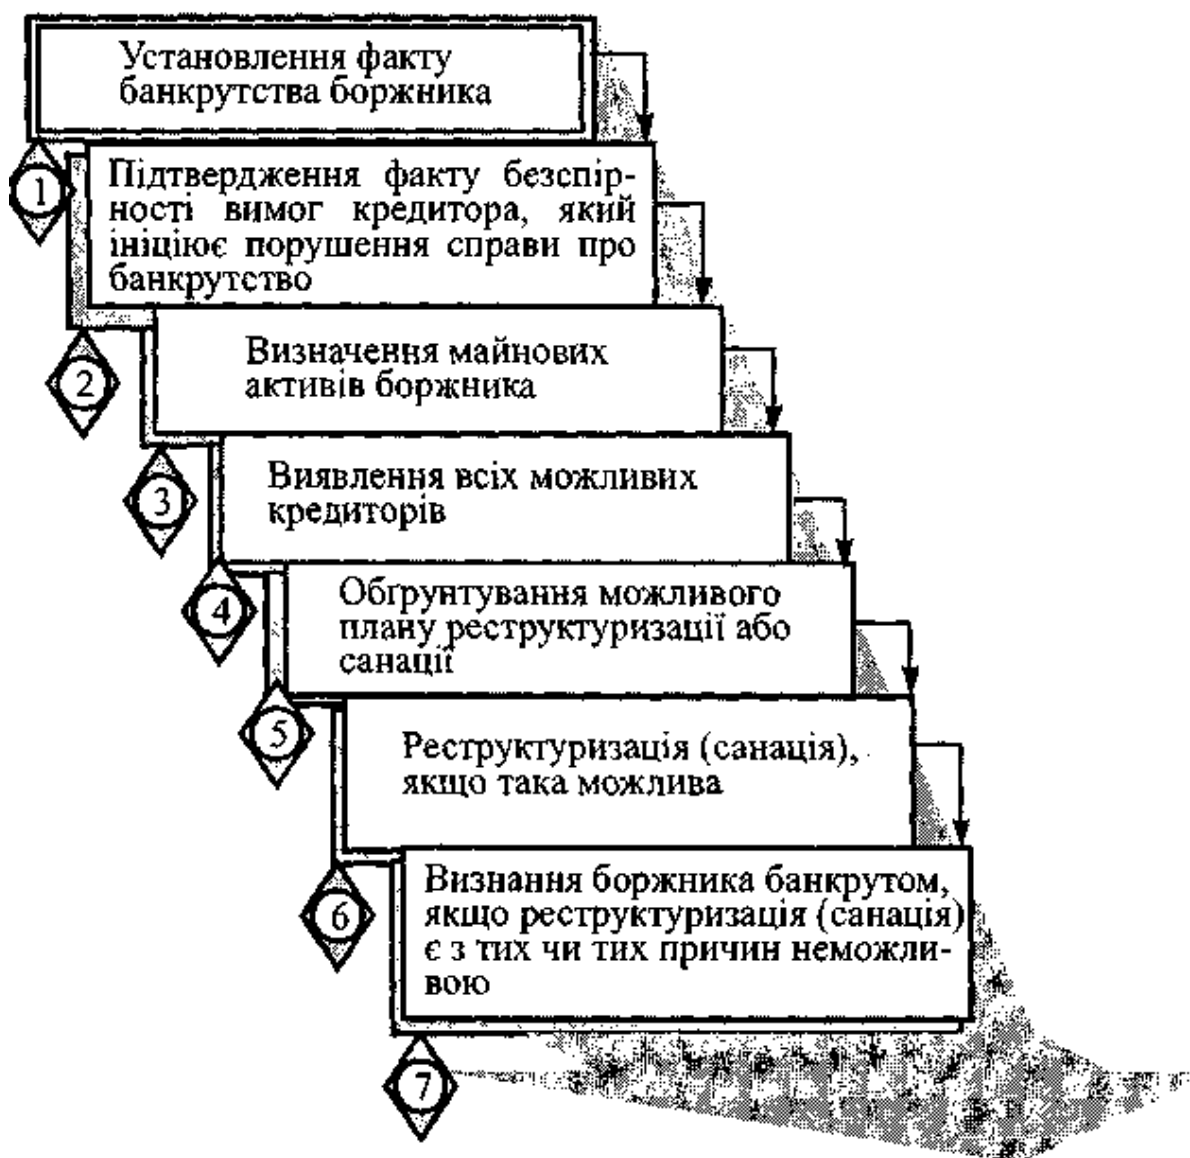 Установлення факту
банкрутства боржника
1
Підтвердження факту безспір-
ності вимог кредитора, який
ініціює порушення справи про
банкрутство
2
Визначення майнових
активів боржника
3
Виявлення всіх можливих
кредиторів
4
Обґрунтування можливого
плану реструктуризації або
санації
5
Реструктуризація (санація),
якщо така можлива
6
Визнання боржника банкрутом,
якщо реструктуризація (санація)
є з тих чи тих причин неможли-
вою
7